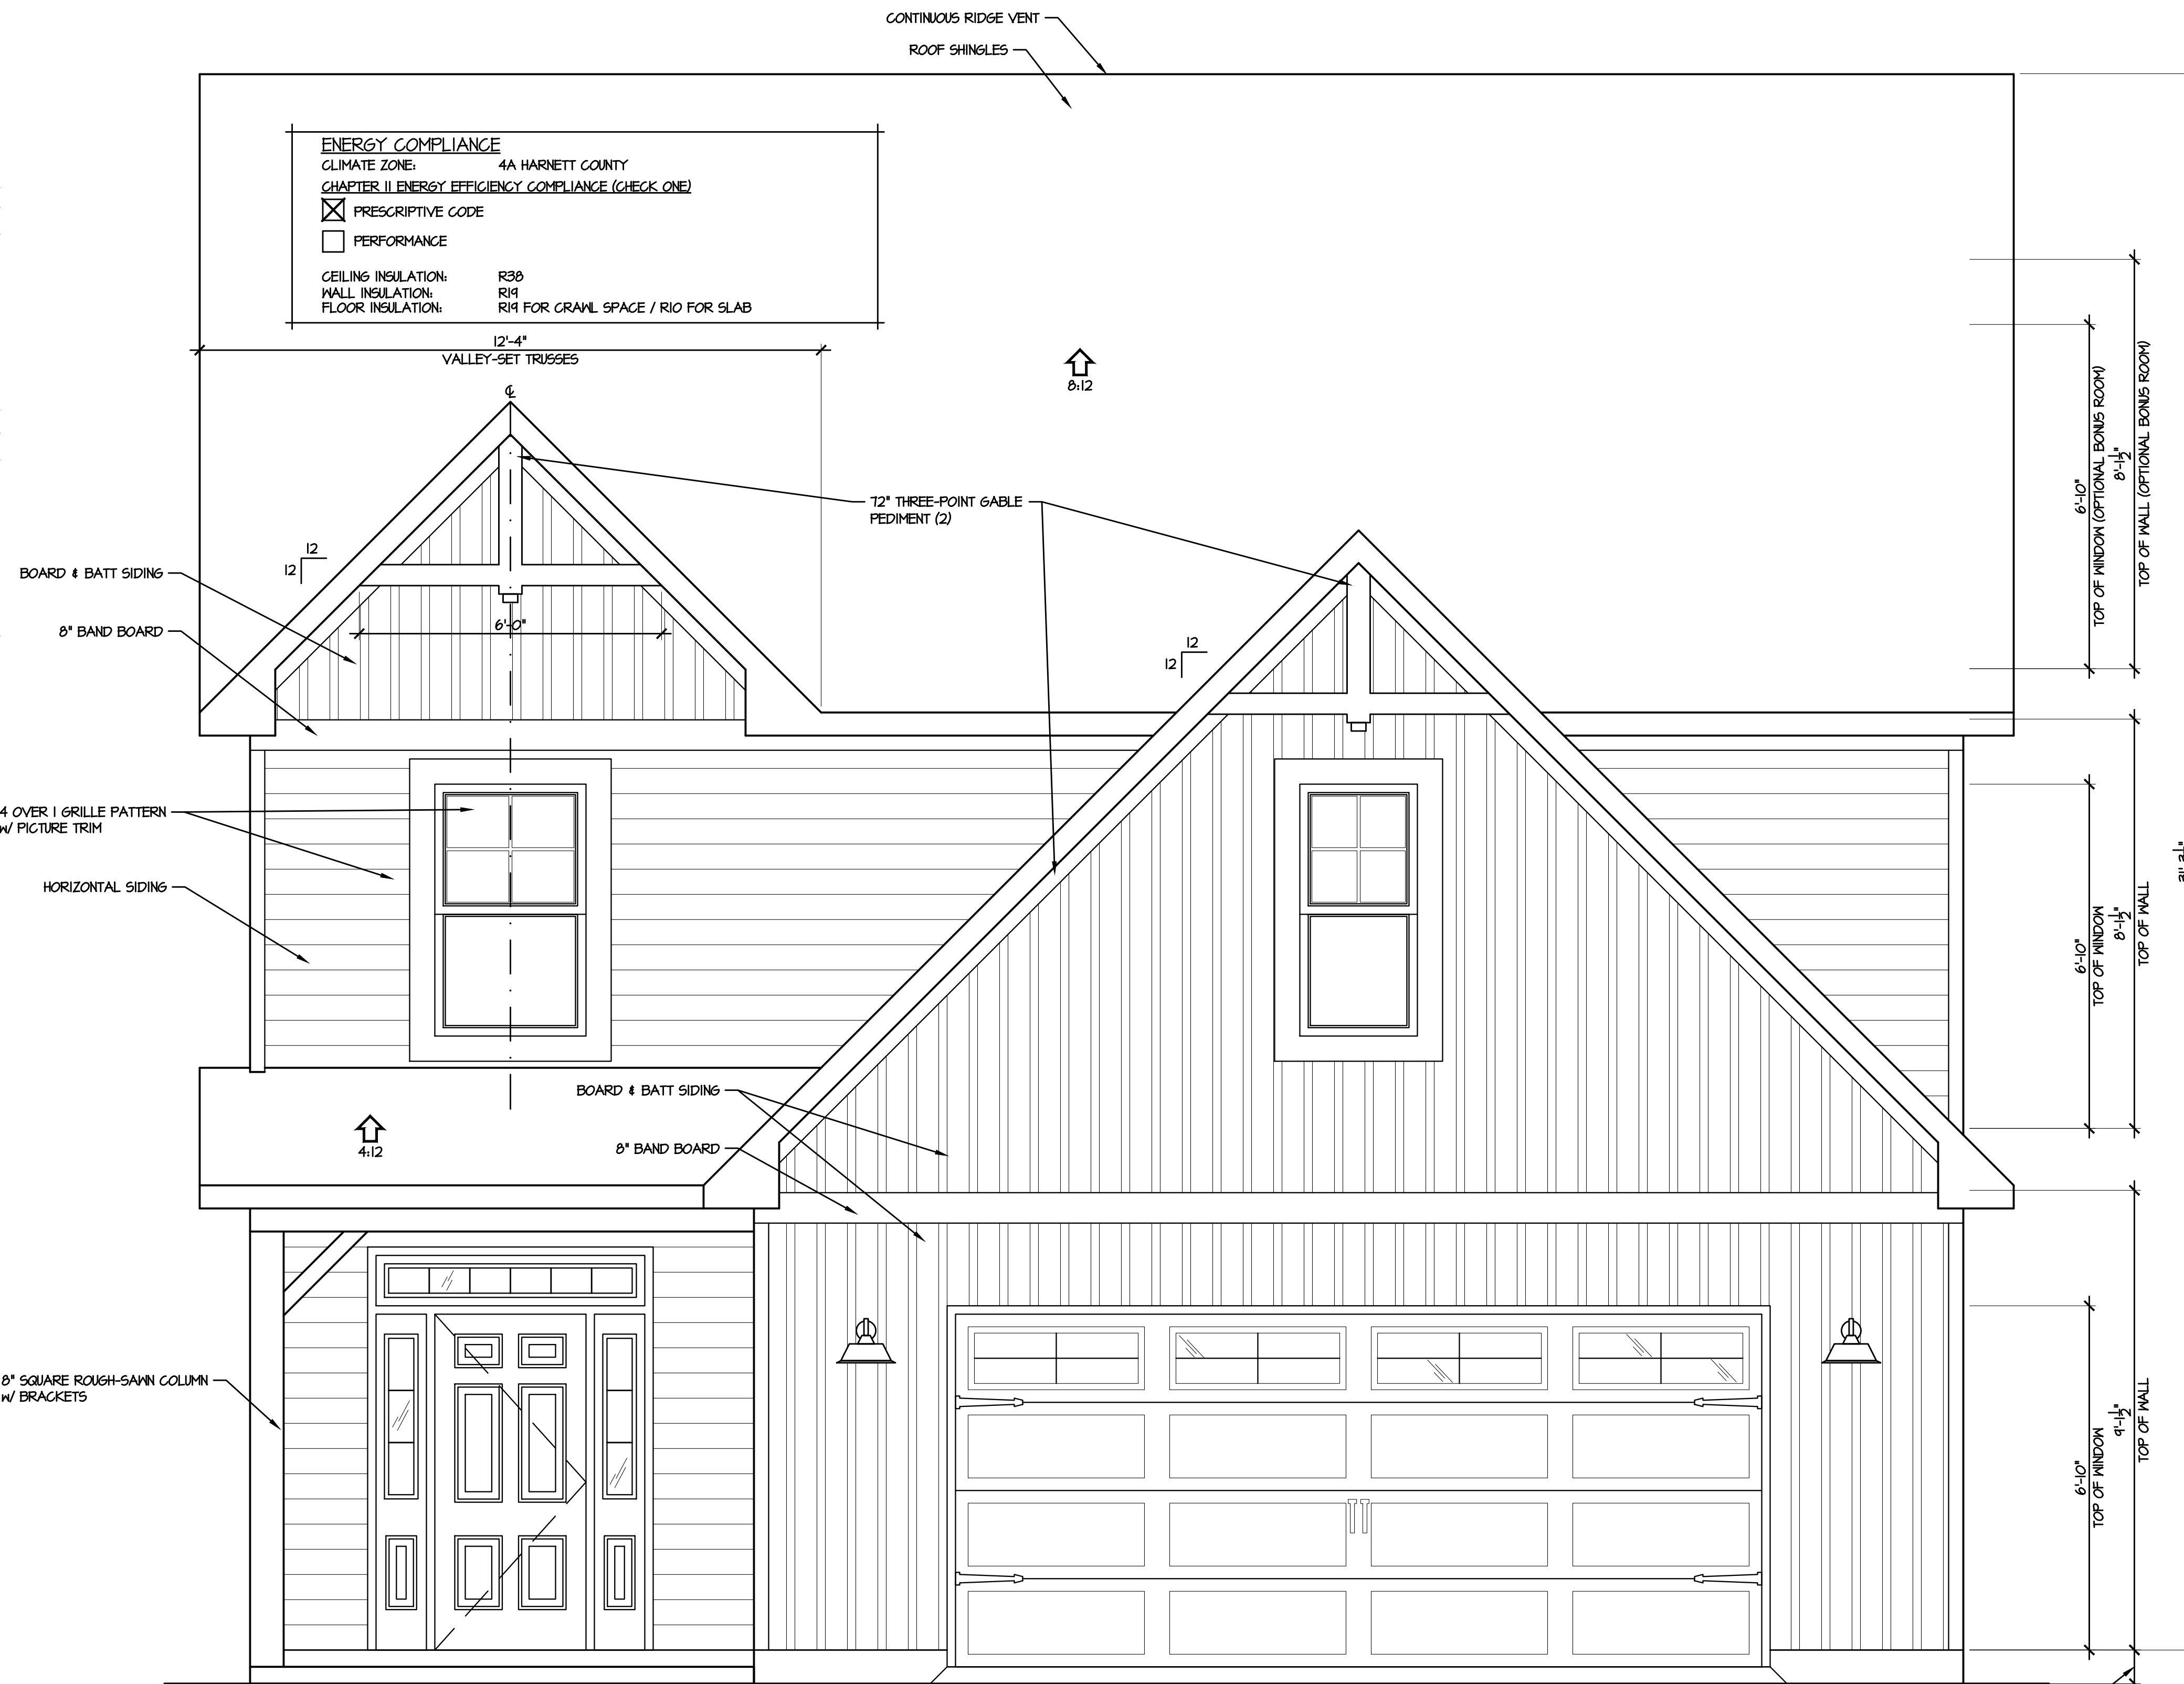 CONTINUOUS RIDGE VENT
ROOF SHINGLES
ENERGY COMPLIANCE
CLIMATE ZONE: 4A HARNETT COUNTY
CHAPTER 11 ENERGY EFFICIENCY COMPLIANCE (CHECK ONE)
PRESCRIPTIVE CODE
PERFORMANCE
CEILING INSULATION: R38
WALL INSULATION: R19
FLOOR INSULATION: R19 FOR CRAWL SPACE / R10 FOR SLAB
12'-4"
VALLEY-SET TRUSSES
8:12
72" THREE-POINT GABLE
PEDIMENT (2)
12
12
BOARD & BATT SIDING
8" BAND BOARD
6'-0"
12
12
4 OVER 1 GRILLE PATTERN
W/ PICTURE TRIM
HORIZONTAL SIDING
BOARD & BATT SIDING
8" BAND BOARD
4:12
8" SQUARE ROUGH-SAWN COLUMN
W/ BRACKETS
6'-10"
TOP OF WINDOW (OPTIONAL BONUS ROOM)
8'-1 1/2"
TOP OF WALL (OPTIONAL BONUS ROOM)
6'-10"
TOP OF WINDOW
8'-1 1/2"
TOP OF WALL
6'-10"
TOP OF WINDOW
9'-1 1/2"
TOP OF WALL